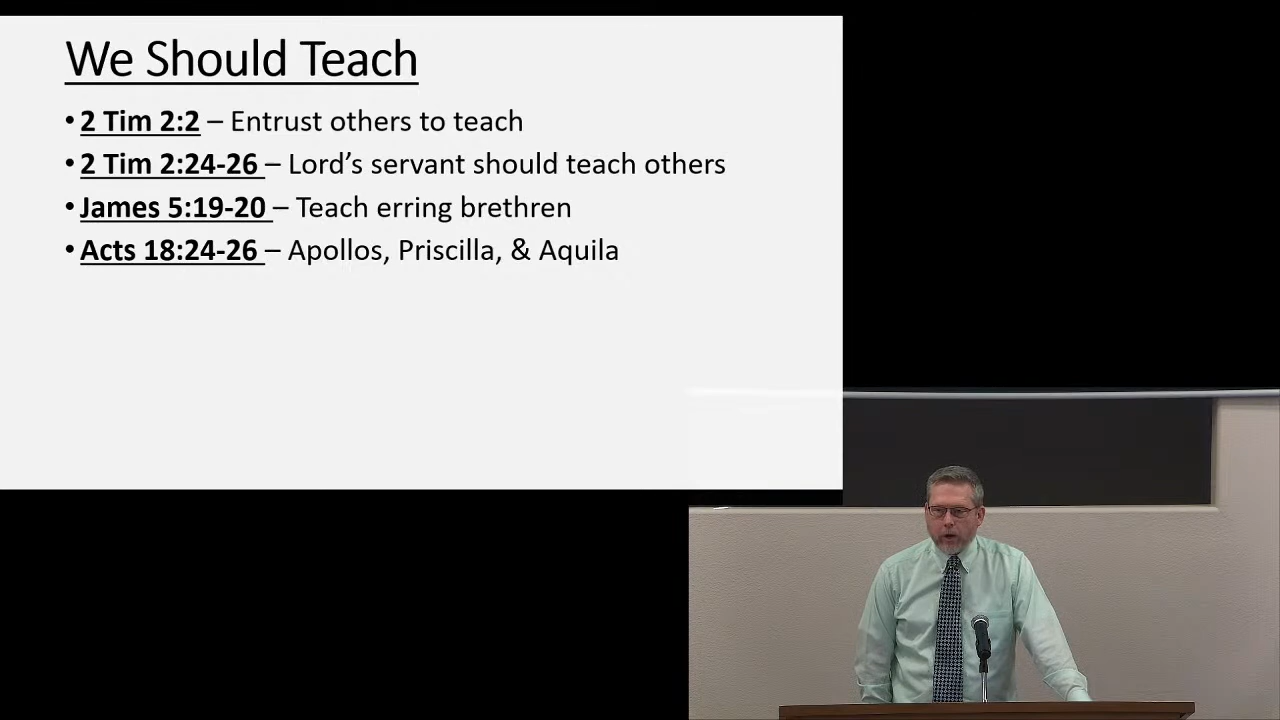 We Should Teach
•2 Tim 2:2 – Entrust others to teach
•2 Tim 2:24-26 – Lord’s servant should teach others
•James 5:19-20 – Teach erring brethren
•Acts 18:24-26 – Apollos, Priscilla, & Aquila